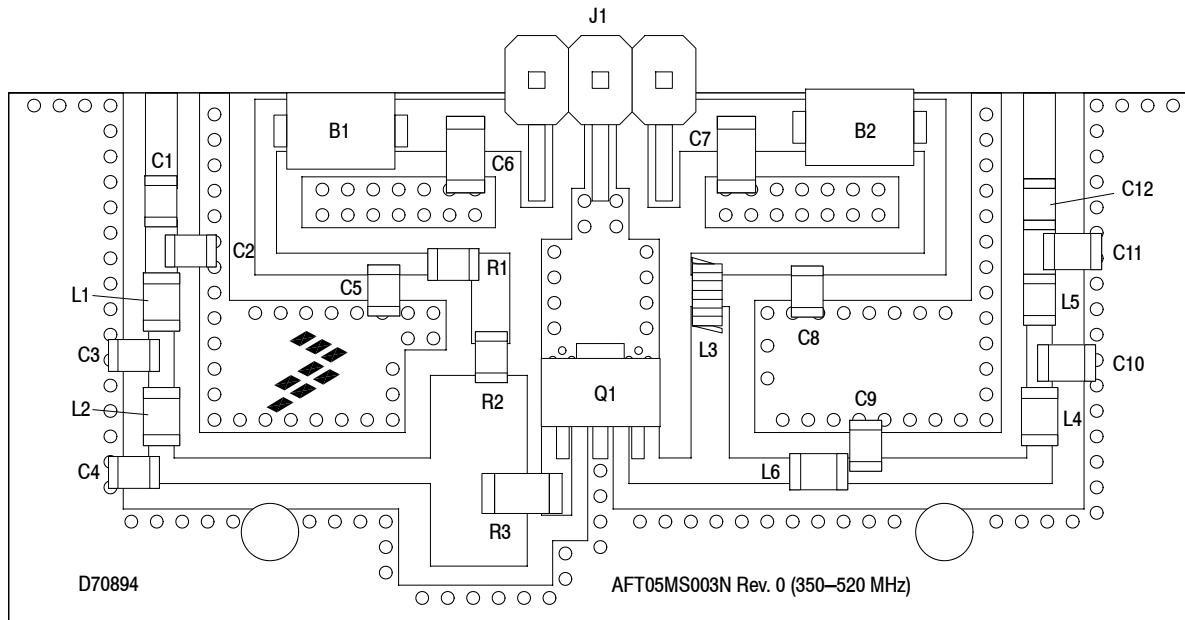 J1
B1
B2
C7
C6
C1
C12
C2
C11
R1
C5
L1
L5
C8
L3
C3
C10
R2
Q1
C9
L2
L4
C4
L6
R3
D70894
AFT05MS003N Rev. 0 (350–520 MHz)